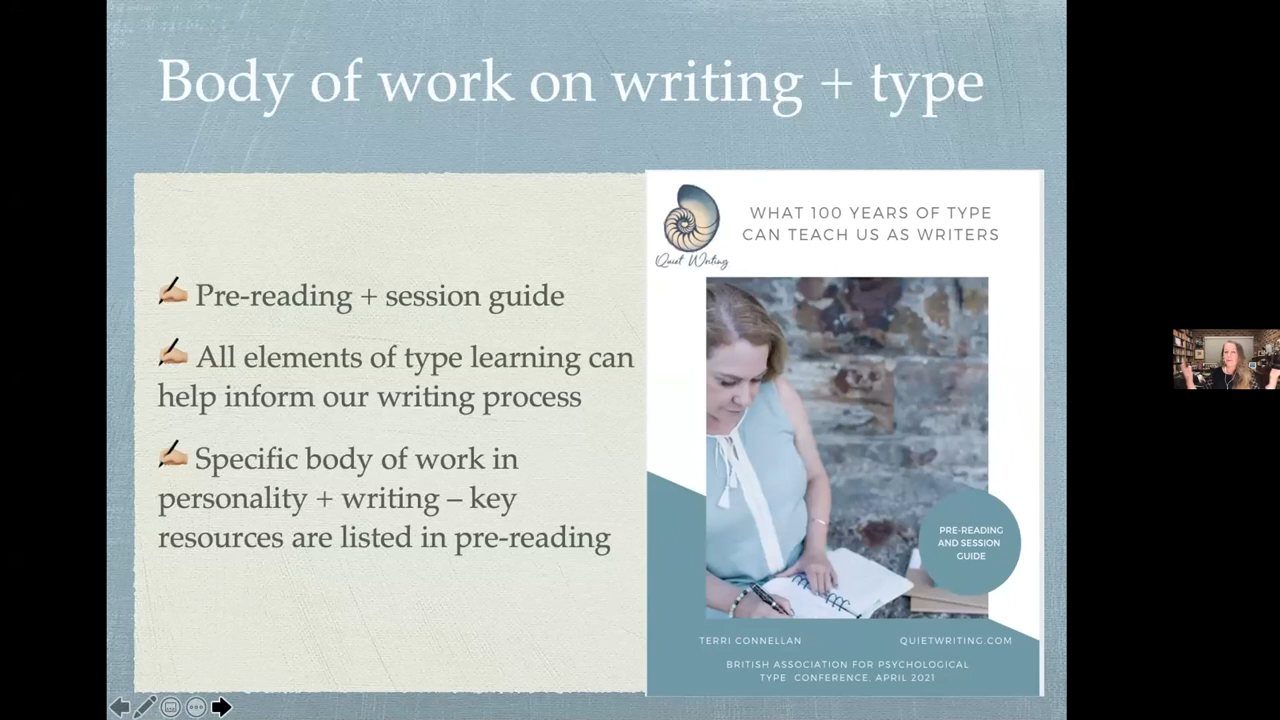 Body of work on writing + type
Pre-reading + session guide
All elements of type learning can
help inform our writing process
Specific body of work in
personality + writing – key
resources are listed in pre-reading
Quiet Writing
WHAT 100 YEARS OF TYPE
CAN TEACH US AS WRITERS
PRE-READING
AND SESSION
GUIDE
TERRI CONNELLAN
QUIETWRITING.COM
BRITISH ASSOCIATION FOR PSYCHOLOGICAL
TYPE CONFERENCE, APRIL 2021